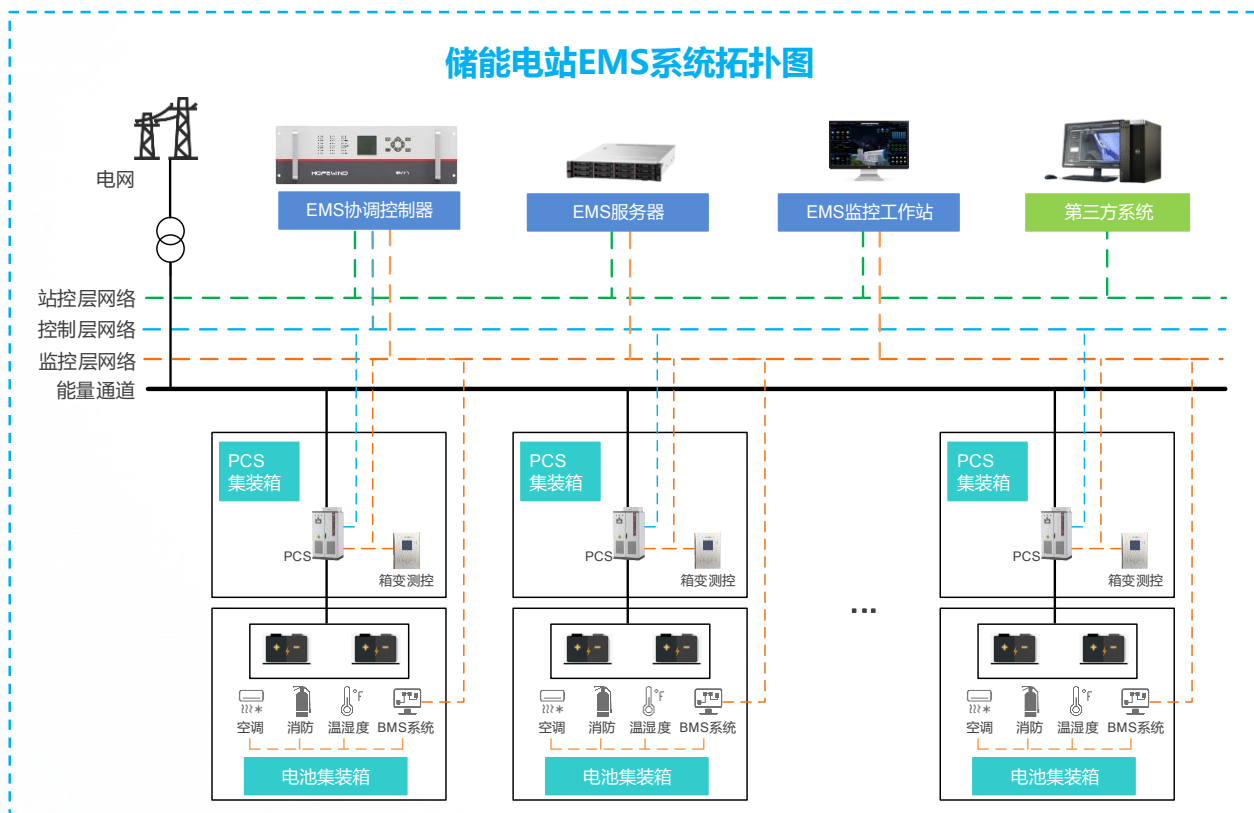 储能电站EMS系统拓扑图
电网
HOPEWIND
EMS协调控制器
EMS服务器
EMS监控工作站
第三方系统
站控层网络
控制层网络
监控层网络
能量通道
PCS
集装箱
PCS
箱变测控
PCS
集装箱
PCS
箱变测控
...
PCS
集装箱
PCS
箱变测控
°F
空调
消防
温湿度
BMS系统
电池集装箱
°F
空调
消防
温湿度
BMS系统
电池集装箱
°F
空调
消防
温湿度
BMS系统
电池集装箱